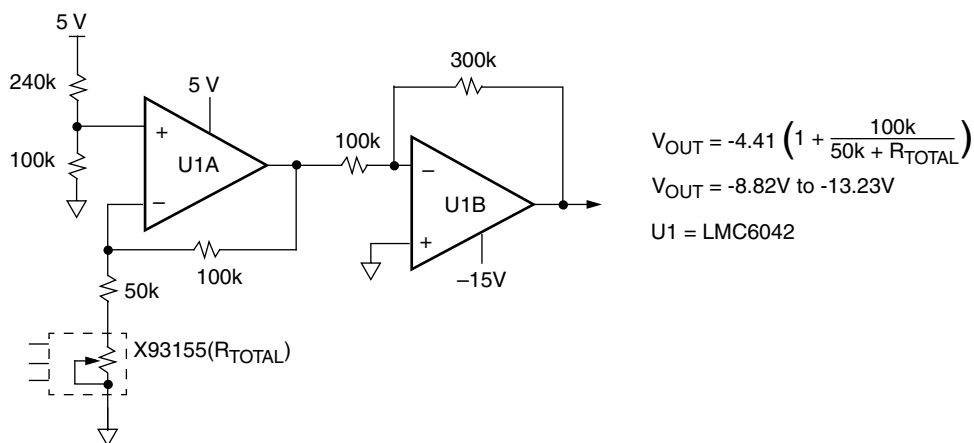 5 V
240k
100k
5 V
+
U1A
−
100k
50k
X93155(RTOTAL)
100k
300k
−
U1B
+
−15V
VOUT = -4.41 (1 + 100k / 50k + RTOTAL)
VOUT = -8.82V to -13.23V
U1 = LMC6042